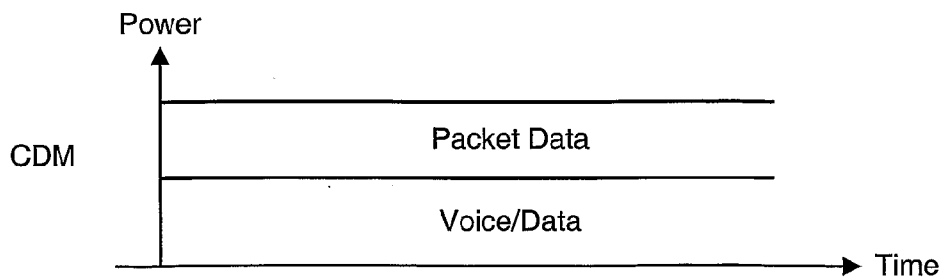 Power
Packet Data
CDM
Voice/Data
Time